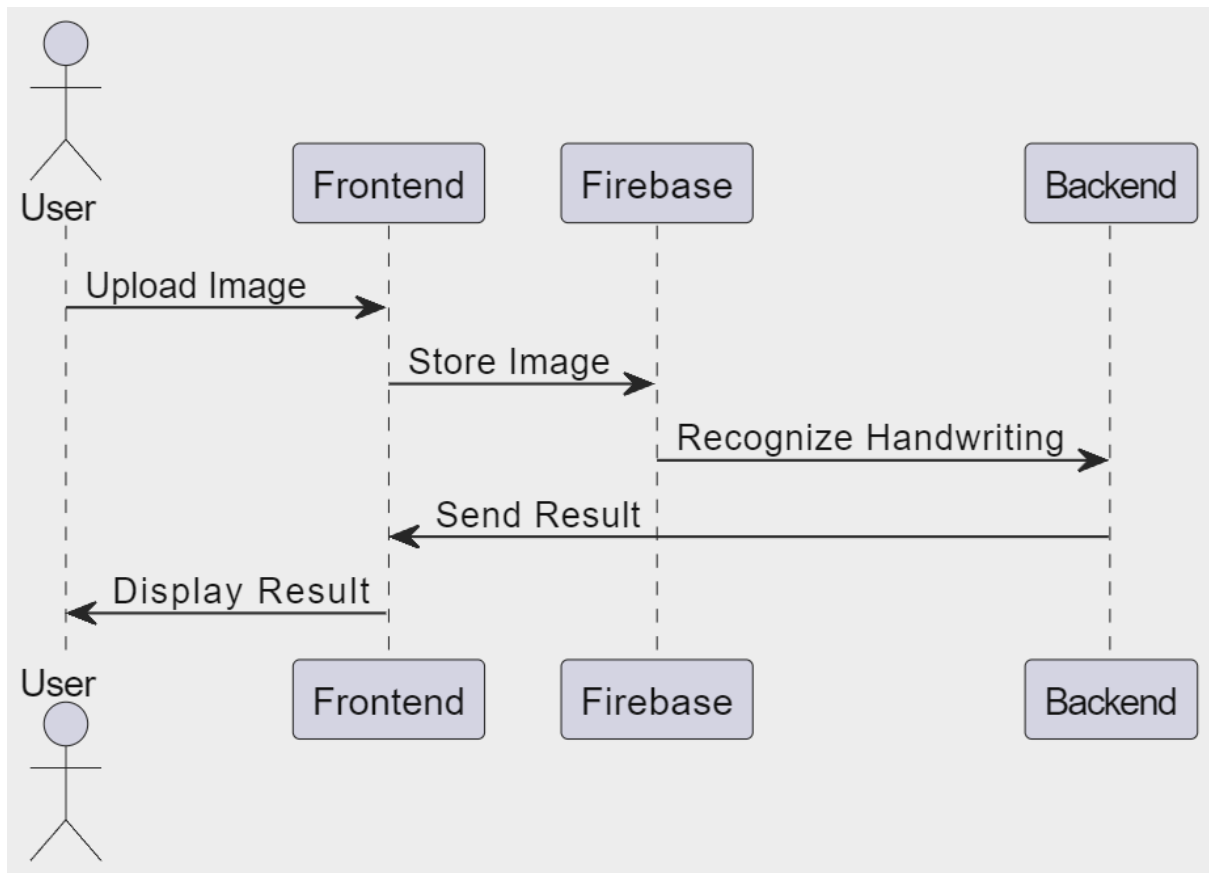 User
Frontend
Firebase
Backend
Upload Image
Store Image
Recognize Handwriting
Send Result
Display Result
User
Frontend
Firebase
Backend